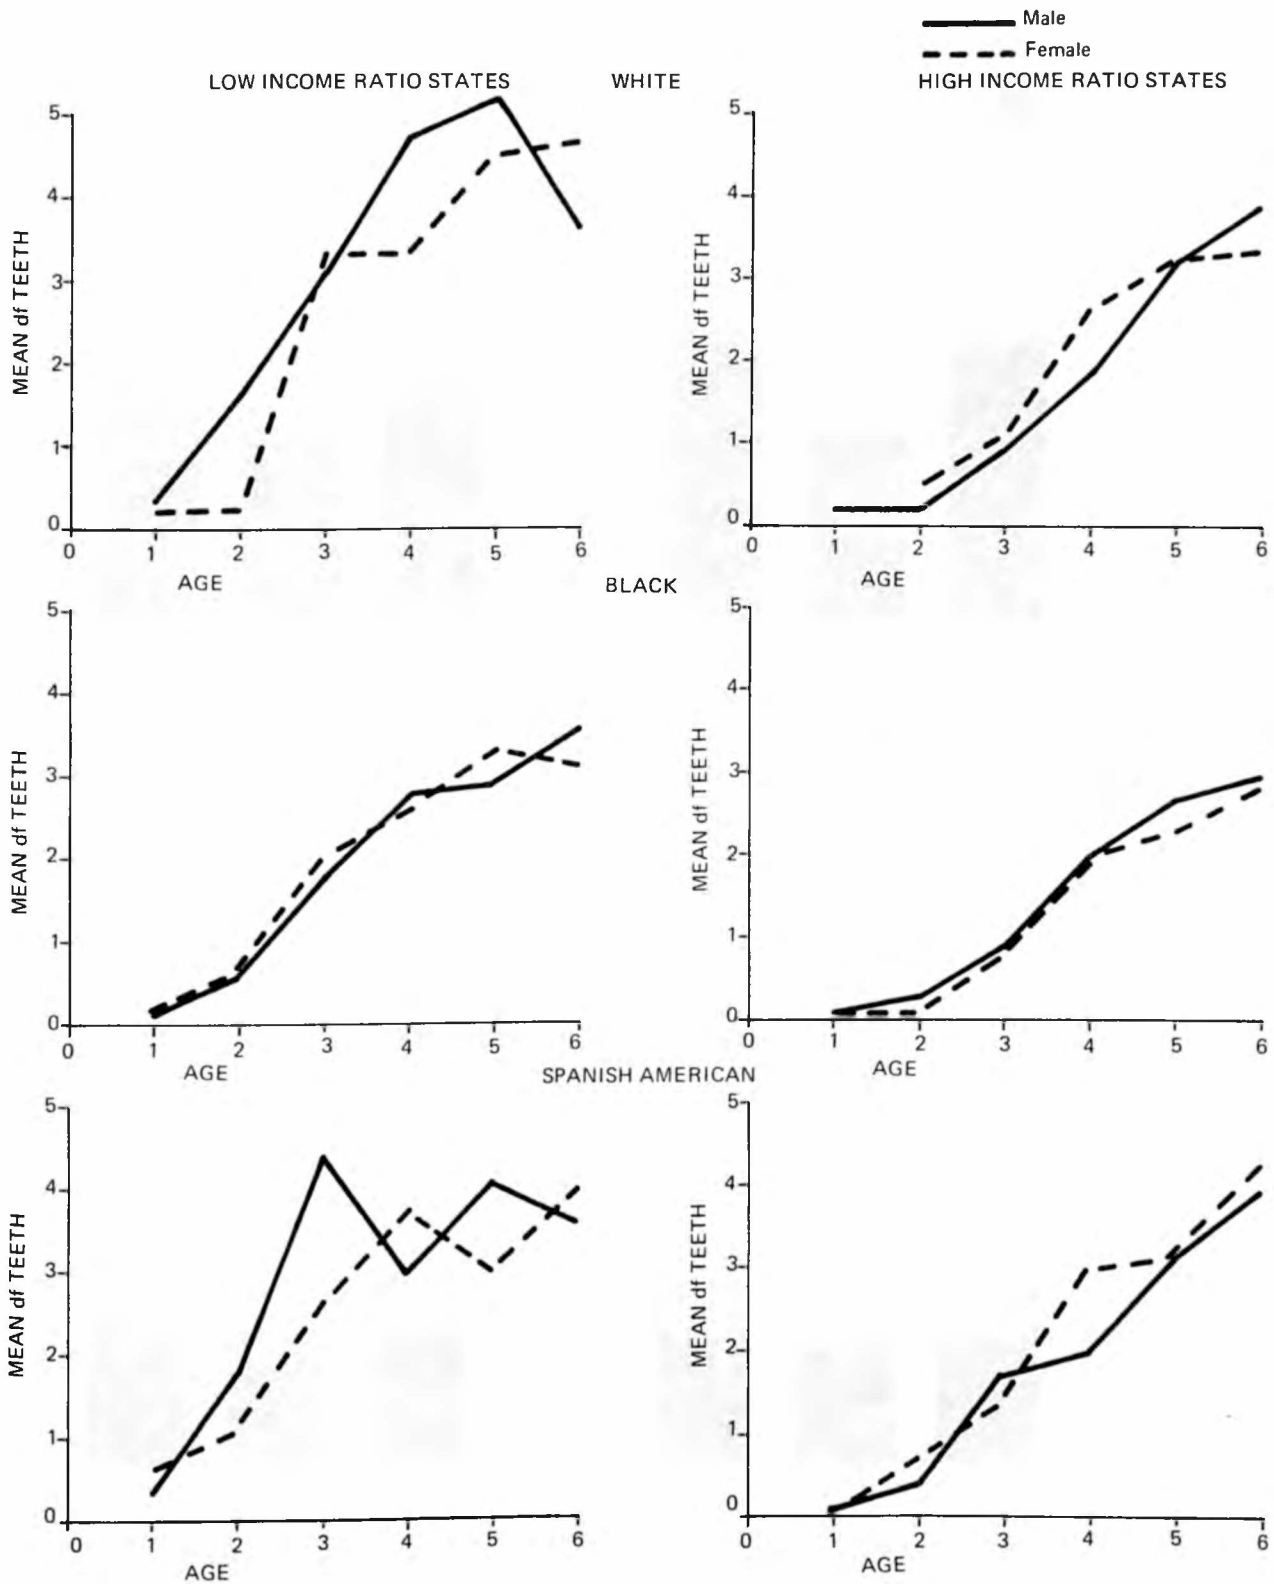 Male
Female
LOW INCOME RATIO STATES WHITE HIGH INCOME RATIO STATES
MEAN df TEETH
5
4
3
2
1
0
0 1 2 3 4 5 6
AGE
MEAN df TEETH
5
4
3
2
1
0
0 1 2 3 4 5 6
AGE
BLACK
MEAN df TEETH
5
4
3
2
1
0
0 1 2 3 4 5 6
AGE
MEAN df TEETH
5
4
3
2
1
0
0 1 2 3 4 5 6
AGE
SPANISH AMERICAN
MEAN df TEETH
5
4
3
2
1
0
0 1 2 3 4 5 6
AGE
MEAN df TEETH
5
4
3
2
1
0
0 1 2 3 4 5 6
AGE